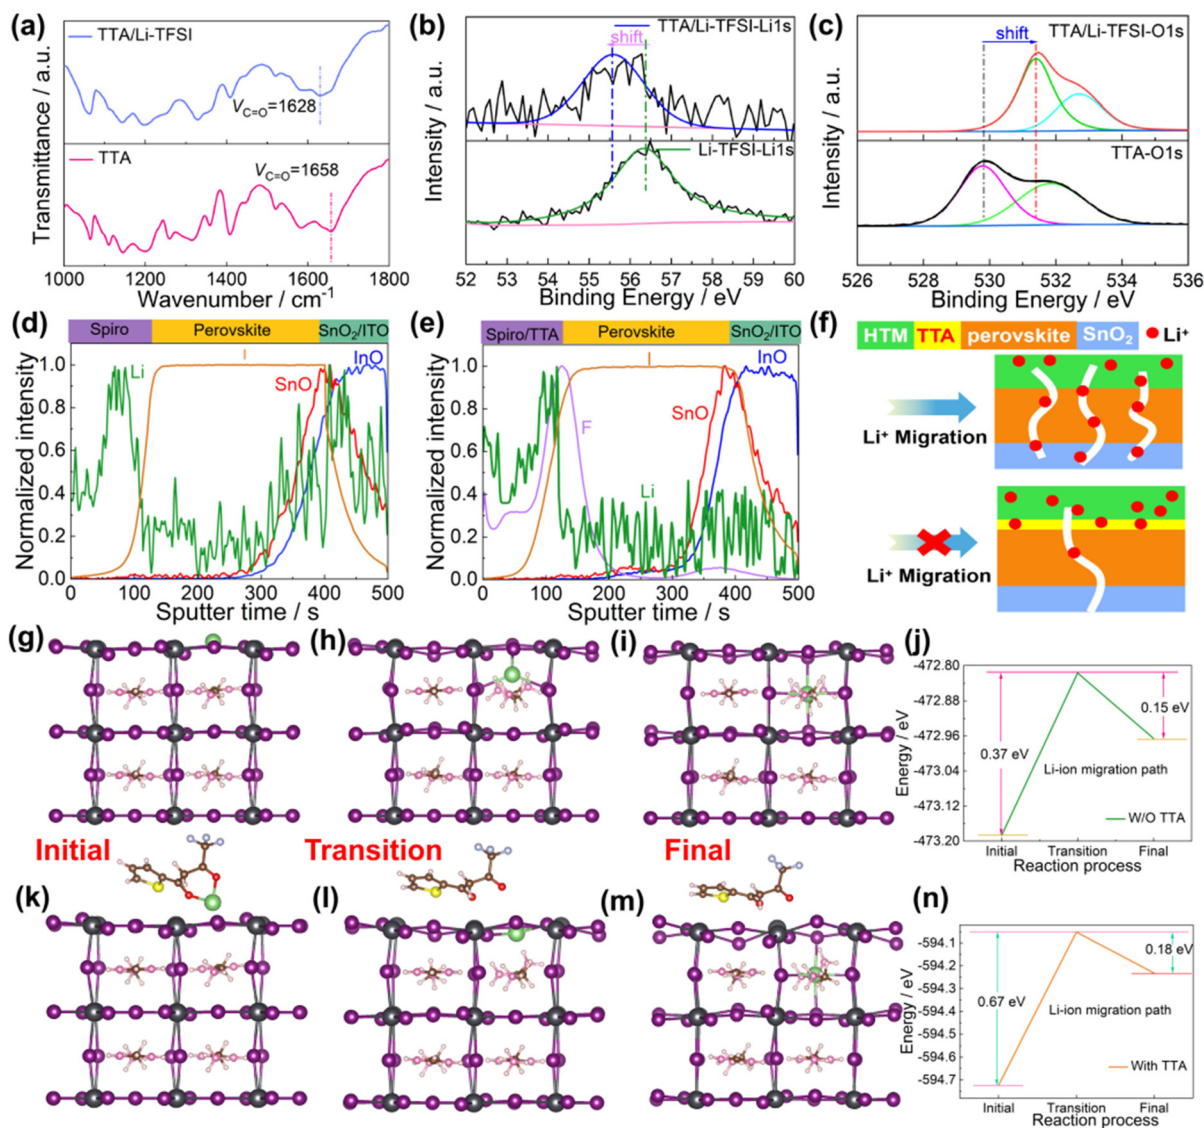 (a)
TTA/Li-TFSI
V_C=O=1628
TTA
V_C=O=1658
Transmittance / a.u.
1000 1200 1400 1600 1800
Wavenumber / cm⁻¹
(b)
TTA/Li-TFSI-Li1s
shift
Li-TFSI-Li1s
Intensity / a.u.
52 53 54 55 56 57 58 59 60
Binding Energy / eV
(c)
TTA/Li-TFSI-O1s
shift
TTA-O1s
Intensity / a.u.
526 528 530 532 534 536
Binding Energy / eV
(d)
Spiro Perovskite SnO₂/ITO
Li I InO
SnO
Normalized intensity
1.0
0.8
0.6
0.4
0.2
0.0
0 100 200 300 400 500
Sputter time / s
(e)
Spiro/TTA Perovskite SnO₂/ITO
I InO
SnO
F
Li
Normalized intensity
1.0
0.8
0.6
0.4
0.2
0.0
0 100 200 300 400 500
Sputter time / s
(f)
HTM TTA perovskite SnO₂ Li⁺
Li⁺ Migration
Li⁺ Migration
(g)
(h)
(i)
(j)
Energy / eV
-472.80
-472.88
-472.96
-473.04
-473.12
-473.20
0.37 eV
0.15 eV
Li-ion migration path
W/O TTA
Initial Transition Final
Reaction process
Initial Transition Final
(k)
(l)
(m)
(n)
Energy / eV
-594.1
-594.2
-594.3
-594.4
-594.5
-594.6
-594.7
0.67 eV
0.18 eV
Li-ion migration path
With TTA
Initial Transition Final
Reaction process